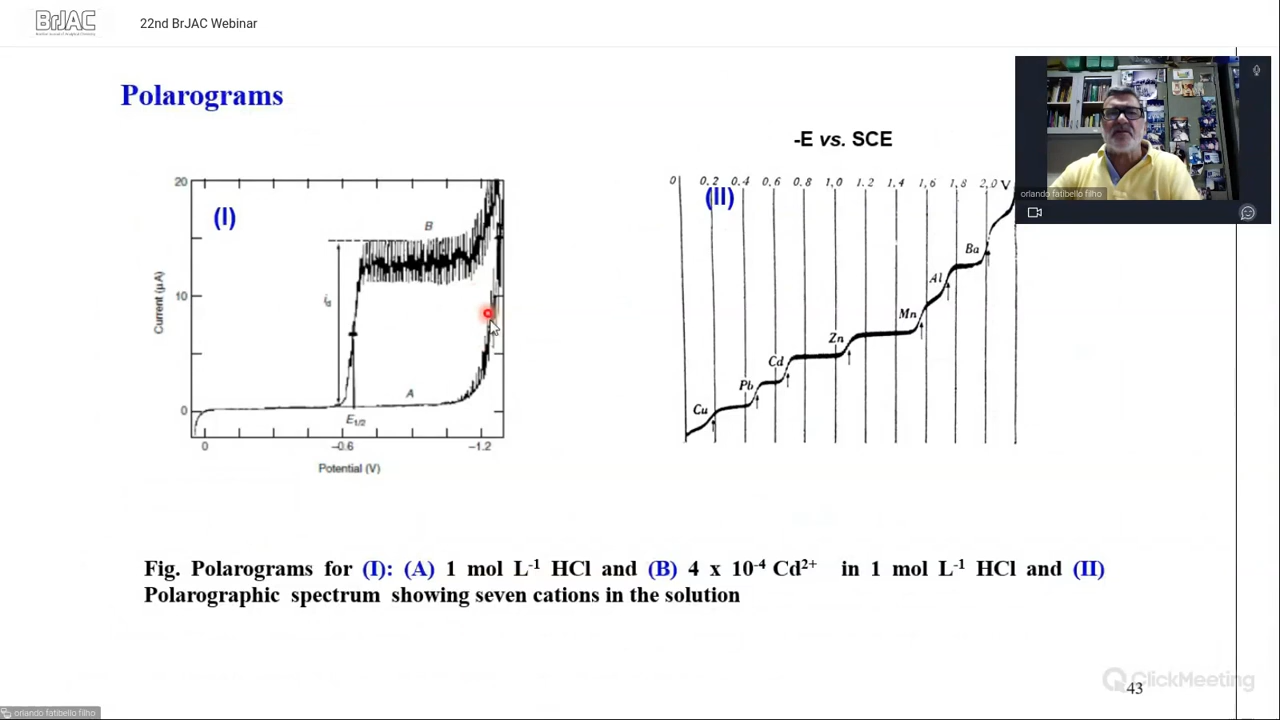 BrJAC
22nd BrJAC Webinar
Polarograms
-E vs. SCE
20
10
0
Current (µA)
(I)
B
i_d
A
E1/2
0
−0.6
−1.2
Potential (V)
0 0.2 0.4 0.6 0.8 1.0 1.2 1.4 1.6 1.8 2.0 V
(II)
Ba
Al
Mn
Zn
Cd
Pb
Cu
orlando fatibello filho
Fig. Polarograms for (I): (A) 1 mol L-1 HCl and (B) 4 x 10-4 Cd2+ in 1 mol L-1 HCl and (II)
Polarographic spectrum showing seven cations in the solution
ClickMeeting
43
orlando fatibello filho